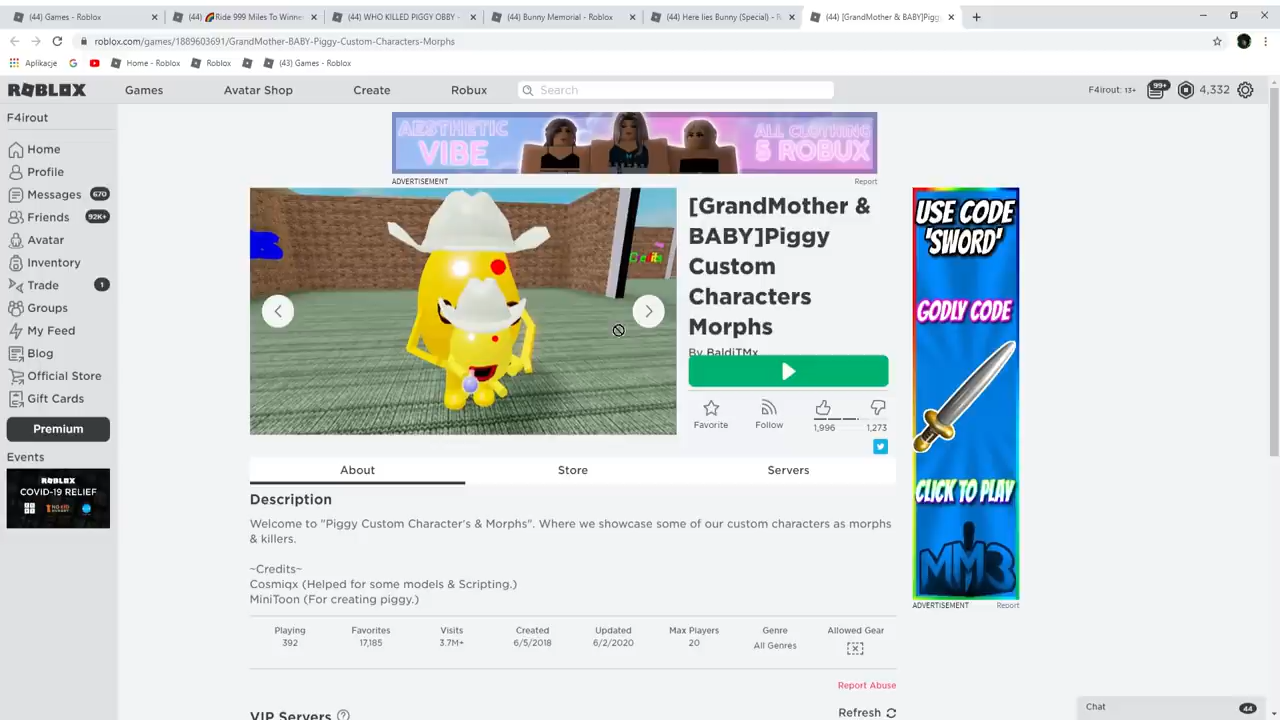 (44) Games - Roblox
(44) 🌈Ride 999 Miles To Winne
(44) WHO KILLED PIGGY OBBY -
(44) Bunny Memorial - Roblox
(44) Here lies Bunny (Special) - R
(44) [GrandMother & BABY]Pigg
roblox.com/games/1889603691/GrandMother-BABY-Piggy-Custom-Characters-Morphs
Aplikacje
Home - Roblox
Roblox
(43) Games - Roblox
ROBLOX
Games
Avatar Shop
Create
Robux
Search
F4irout: 13+
99+
4,332
F4irout
Home
Profile
Messages 670
Friends 92K+
Avatar
Inventory
Trade 1
Groups
My Feed
Blog
Official Store
Gift Cards
Premium
Events
ROBLOX
COVID-19 RELIEF
AESTHETIC
VIBE
ALL CLOTHING
5 ROBUX
ADVERTISEMENT
Report
Credits
[GrandMother &
BABY]Piggy
Custom
Characters
Morphs
By BaldiTMx
Favorite
Follow
1,996
1,273
About
Store
Servers
Description
Welcome to "Piggy Custom Character's & Morphs". Where we showcase some of our custom characters as morphs
& killers.
~Credits~
Cosmiqx (Helped for some models & Scripting.)
MiniToon (For creating piggy.)
Playing
Favorites
Visits
Created
Updated
Max Players
Genre
Allowed Gear
392
17,185
3.7M+
6/5/2018
6/2/2020
20
All Genres
Report Abuse
VIP Servers
Refresh
USE CODE
'SWORD'
GODLY CODE
CLICK TO PLAY
MM3
ADVERTISEMENT
Report
Chat
44